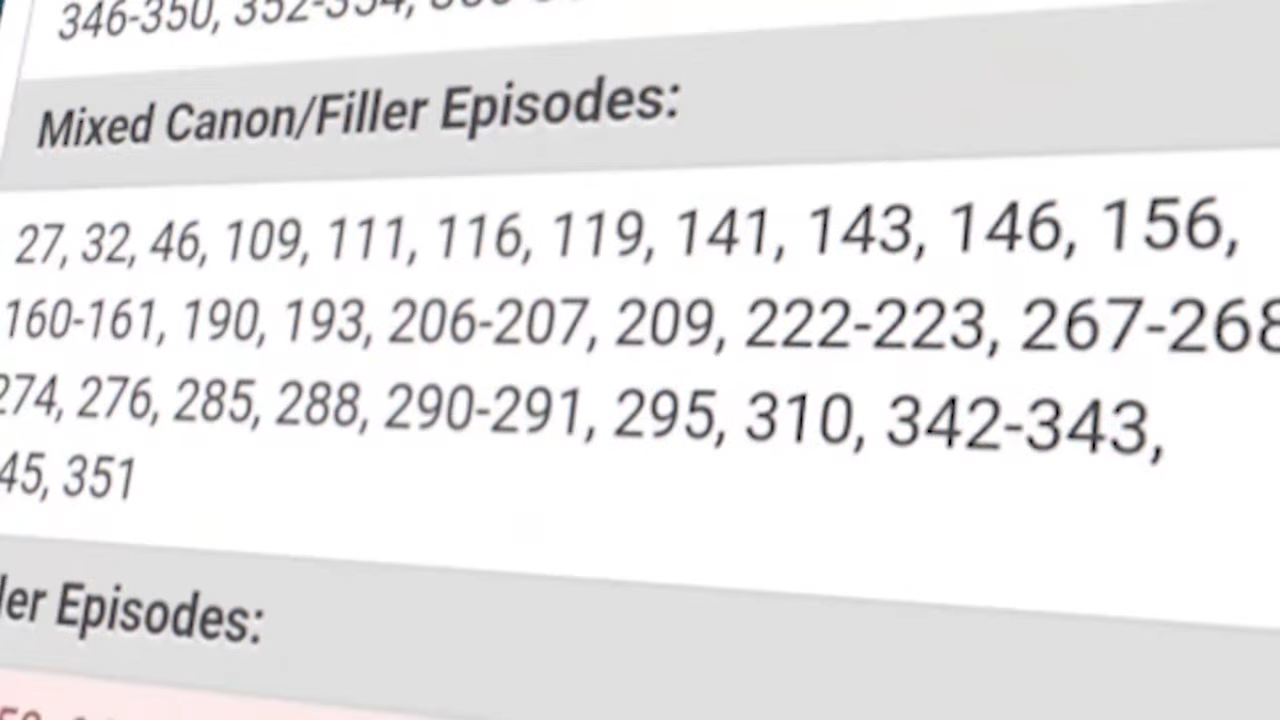 346-350, 352-354,
Mixed Canon/Filler Episodes:
27, 32, 46, 109, 111, 116, 119, 141, 143, 146, 156,
160-161, 190, 193, 206-207, 209, 222-223, 267-268
274, 276, 285, 288, 290-291, 295, 310, 342-343,
45, 351
ler Episodes: